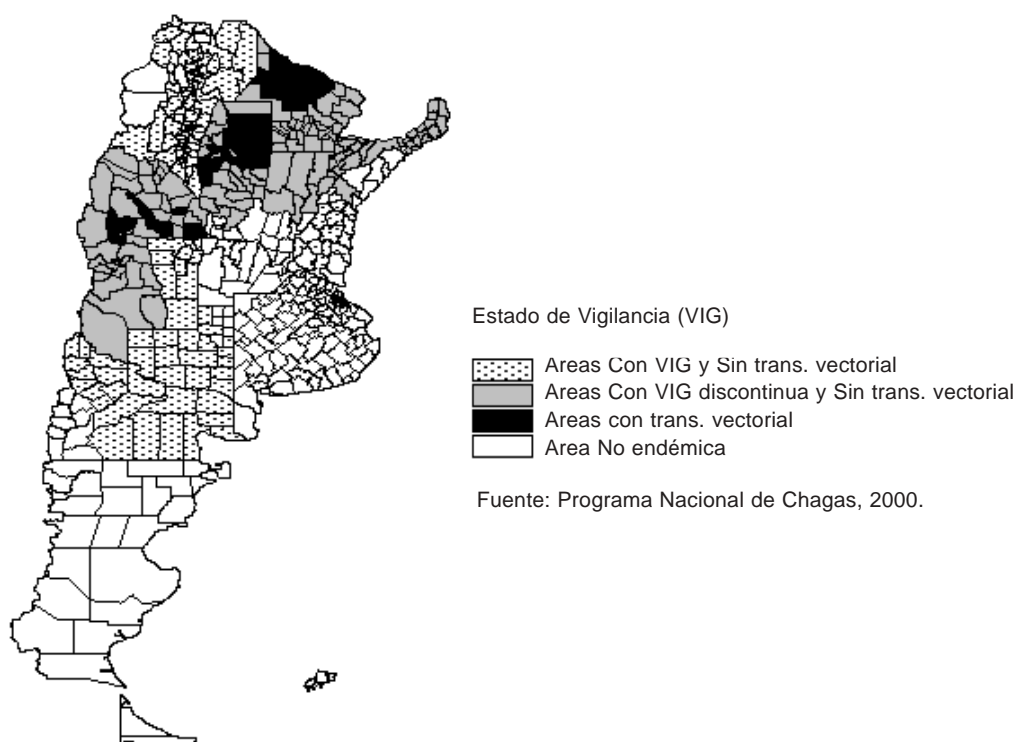 Estado de Vigilancia (VIG)
Areas Con VIG y Sin trans. vectorial
Areas Con VIG discontinua y Sin trans. vectorial
Areas con trans. vectorial
Area No endémica
Fuente: Programa Nacional de Chagas, 2000.